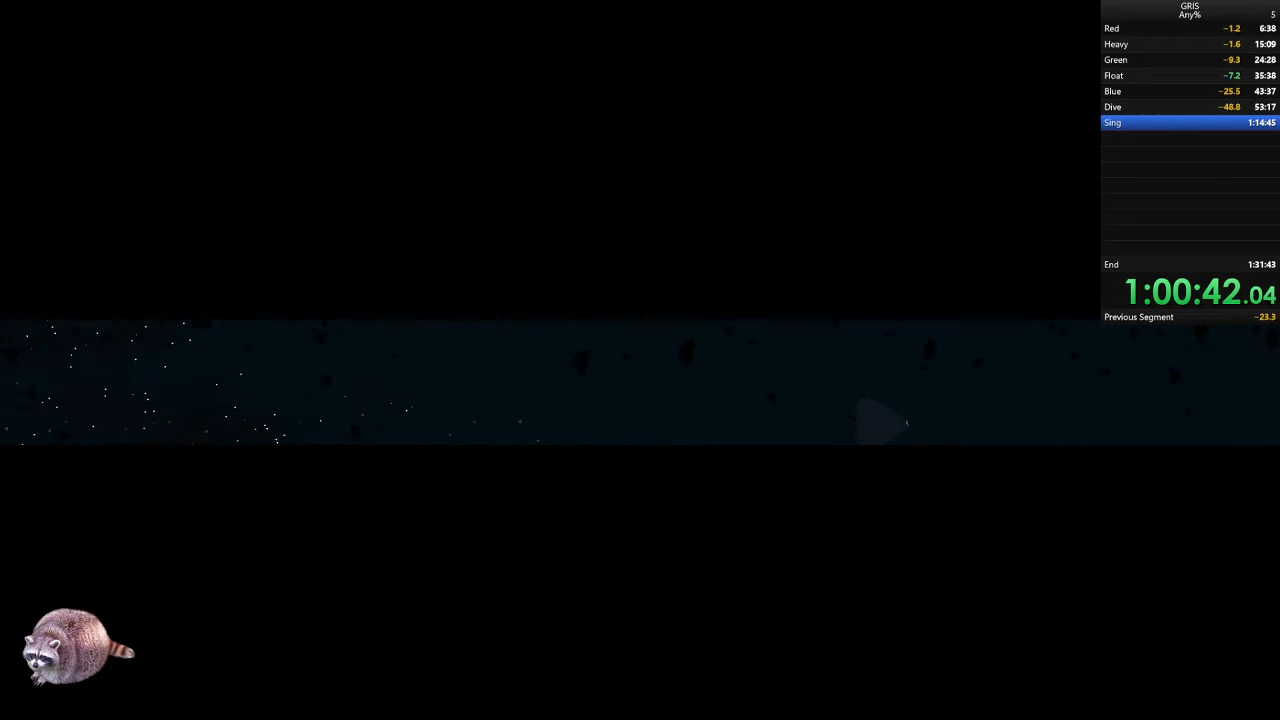 GRIS
Any% 5
Red −1.2 6:38
Heavy −1.6 15:09
Green −9.3 24:28
Float −7.2 35:38
Blue −25.5 43:37
Dive −48.8 53:17
Sing 1:14:45
End 1:31:43
1:00:42.04
Previous Segment −23.3